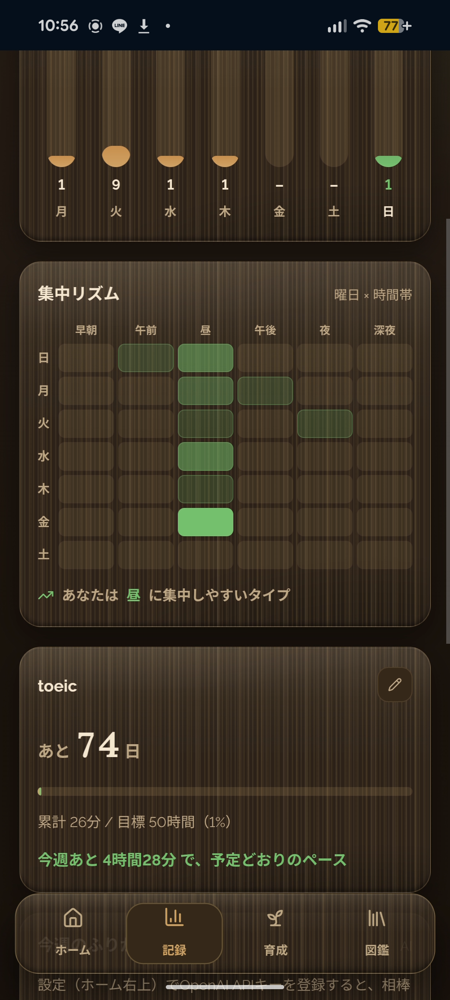 10:56 LINE 77
1 9 1 1 – – 1
月 火 水 木 金 土 日
集中リズム 曜日 × 時間帯
早朝 午前 昼 午後 夜 深夜
日
月
火
水
木
金
土
あなたは 昼 に集中しやすいタイプ
toeic
あと 74 日
累計 26分 / 目標 50時間（1%）
今週あと 4時間28分 で、予定どおりのペース
今週のふり
ホーム 記録 育成 図鑑
設定（ホーム右上）でOpenAI APIキーを登録すると、相棒